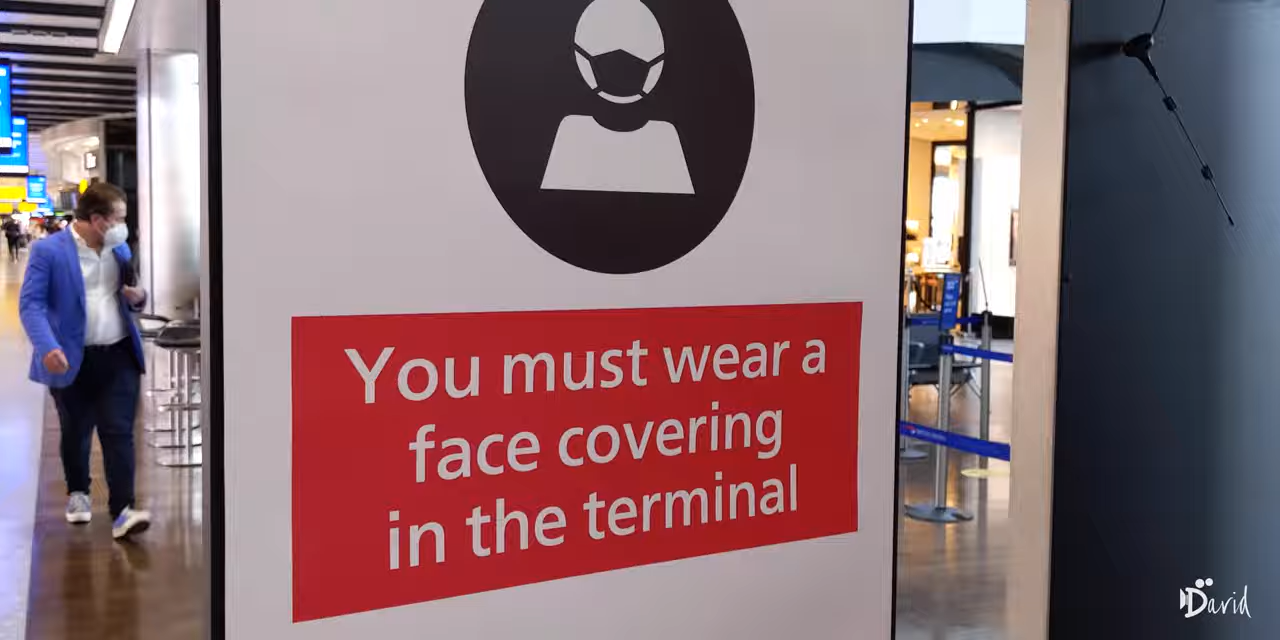 You must wear a
face covering
in the terminal
David